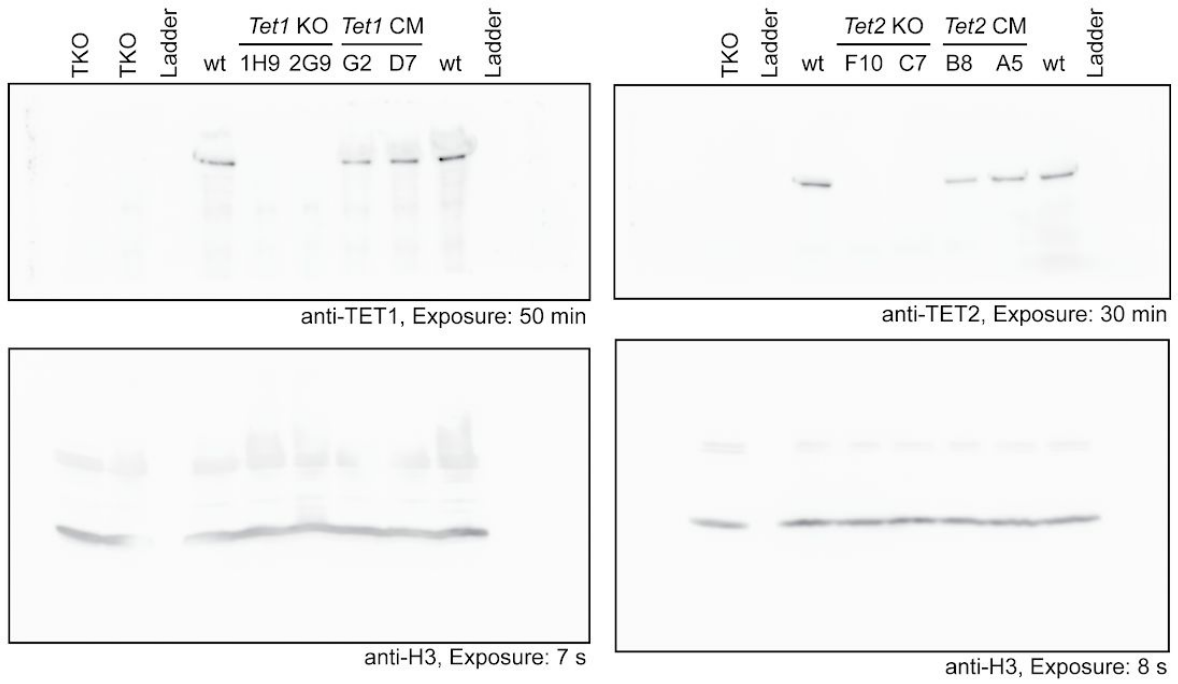 TKO
TKO
Ladder
Tet1 KO
Tet1 CM
wt 1H9 2G9 G2 D7 wt
Ladder
anti-TET1, Exposure: 50 min
anti-H3, Exposure: 7 s
TKO
Ladder
Tet2 KO
Tet2 CM
wt F10 C7 B8 A5 wt
Ladder
anti-TET2, Exposure: 30 min
anti-H3, Exposure: 8 s